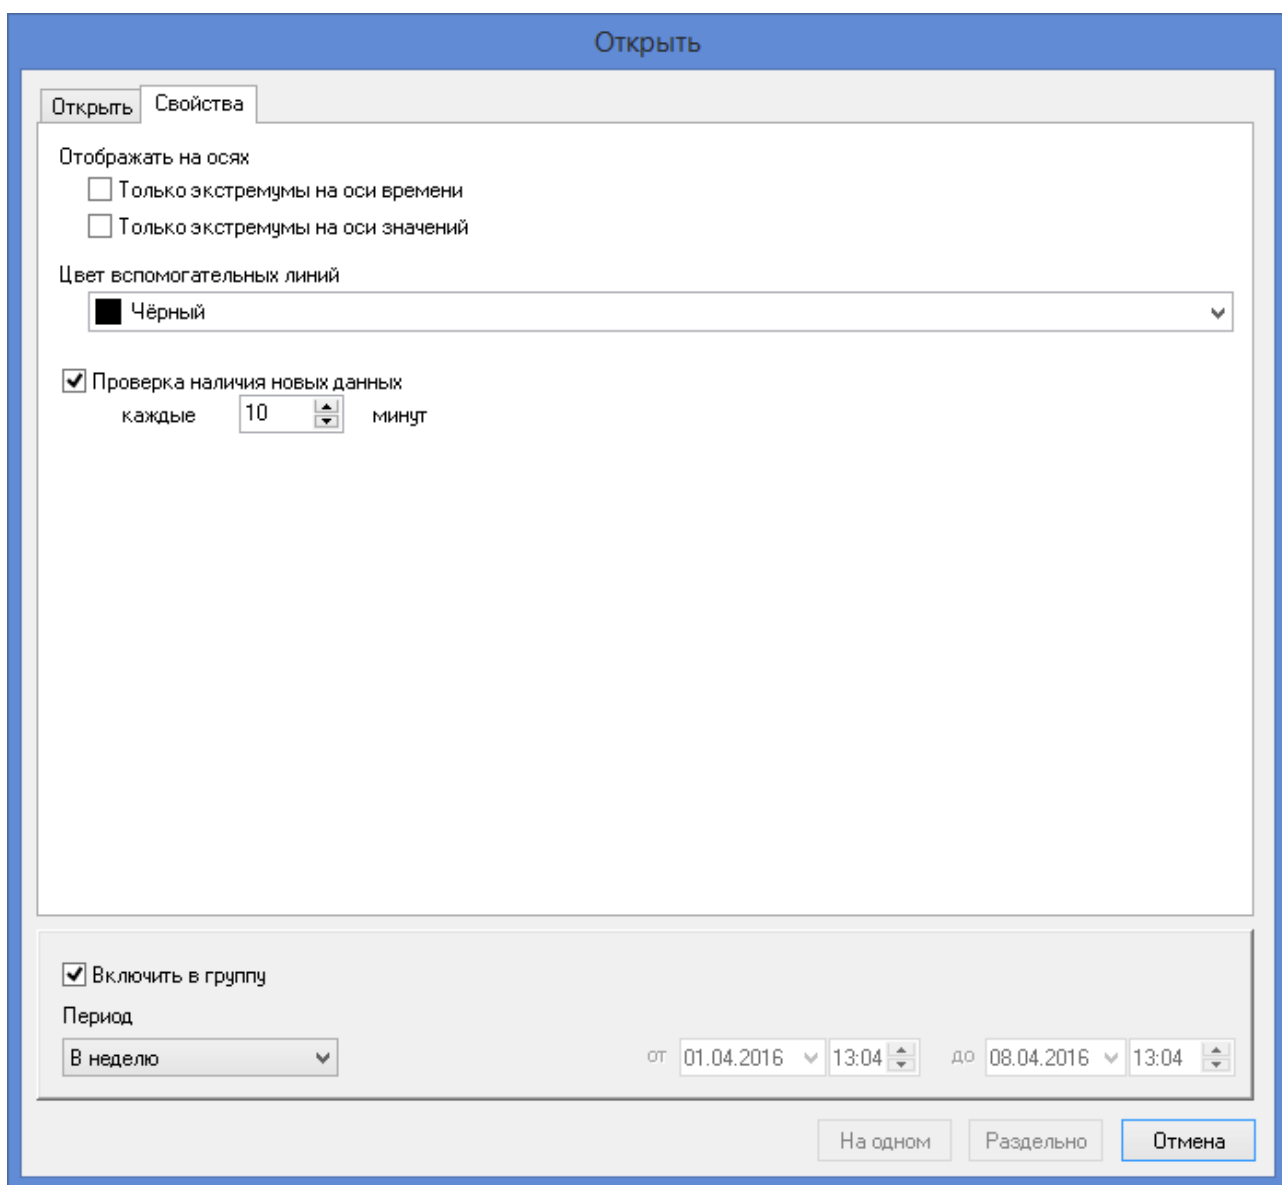 Открыть
Открыть Свойства
Отображать на осях
Только экстремумы на оси времени
Только экстремумы на оси значений
Цвет вспомогательных линий
Чёрный
Проверка наличия новых данных
каждые 10 минут
Включить в группу
Период
В неделю от 01.04.2016 13:04 до 08.04.2016 13:04
На одном Раздельно Отмена